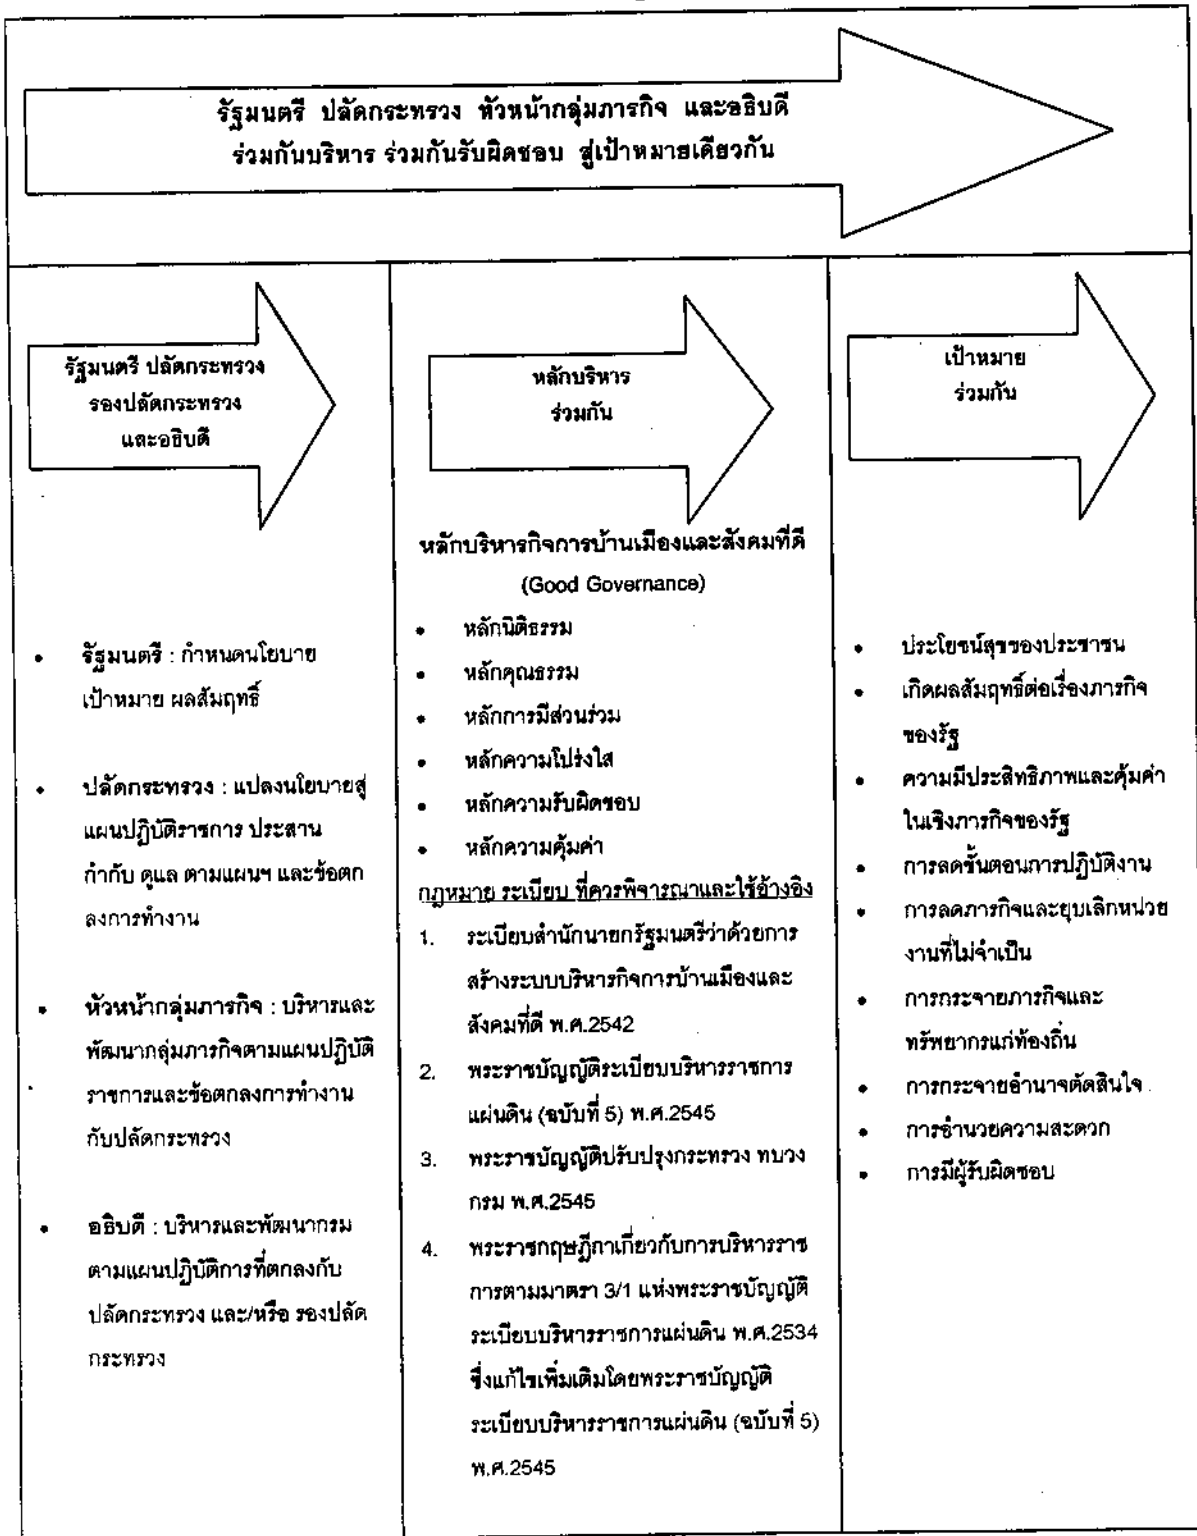 รัฐมนตรี ปลัดกระทรวง หัวหน้ากลุ่มภารกิจ และอธิบดี
ร่วมกันบริหาร ร่วมกันรับผิดชอบ สู่เป้าหมายเดียวกัน
รัฐมนตรี ปลัดกระทรวง
รองปลัดกระทรวง
และอธิบดี
• รัฐมนตรี : กำหนดนโยบาย
เป้าหมาย ผลสัมฤทธิ์
• ปลัดกระทรวง : แปลงนโยบายสู่
แผนปฏิบัติราชการ ประสาน
กำกับ ดูแล ตามแผนฯ และข้อตก
ลงการทำงาน
• หัวหน้ากลุ่มภารกิจ : บริหารและ
พัฒนากลุ่มภารกิจตามแผนปฏิบัติ
ราชการและข้อตกลงการทำงาน
กับปลัดกระทรวง
• อธิบดี : บริหารและพัฒนากรม
ตามแผนปฏิบัติการที่ตกลงกับ
ปลัดกระทรวง และ/หรือ รองปลัด
กระทรวง
หลักบริหาร
ร่วมกัน
หลักบริหารกิจการบ้านเมืองและสังคมที่ดี
(Good Governance)
• หลักนิติธรรม
• หลักคุณธรรม
• หลักการมีส่วนร่วม
• หลักความโปร่งใส
• หลักความรับผิดชอบ
• หลักความคุ้มค่า
กฎหมาย ระเบียบ ที่ควรพิจารณาและใช้อ้างอิง
1. ระเบียบสำนักนายกรัฐมนตรีว่าด้วยการ
สร้างระบบบริหารกิจการบ้านเมืองและ
สังคมที่ดี พ.ศ.2542
2. พระราชบัญญัติระเบียบบริหารราชการ
แผ่นดิน (ฉบับที่ 5) พ.ศ.2545
3. พระราชบัญญัติปรับปรุงกระทรวง ทบวง
กรม พ.ศ.2545
4. พระราชกฤษฎีกาเกี่ยวกับการบริหารราช
การตามมาตรา 3/1 แห่งพระราชบัญญัติ
ระเบียบบริหารราชการแผ่นดิน พ.ศ.2534
ซึ่งแก้ไขเพิ่มเติมโดยพระราชบัญญัติ
ระเบียบบริหารราชการแผ่นดิน (ฉบับที่ 5)
พ.ศ.2545
เป้าหมาย
ร่วมกัน
• ประโยชน์สุขของประชาชน
• เกิดผลสัมฤทธิ์ต่อเรื่องภารกิจ
ของรัฐ
• ความมีประสิทธิภาพและคุ้มค่า
ในเชิงภารกิจของรัฐ
• การลดขั้นตอนการปฏิบัติงาน
• การลดภารกิจและยุบเลิกหน่วย
งานที่ไม่จำเป็น
• การกระจายภารกิจและ
ทรัพยากรแก่ท้องถิ่น
• การกระจายอำนาจตัดสินใจ
• การอำนวยความสะดวก
• การมีผู้รับผิดชอบ